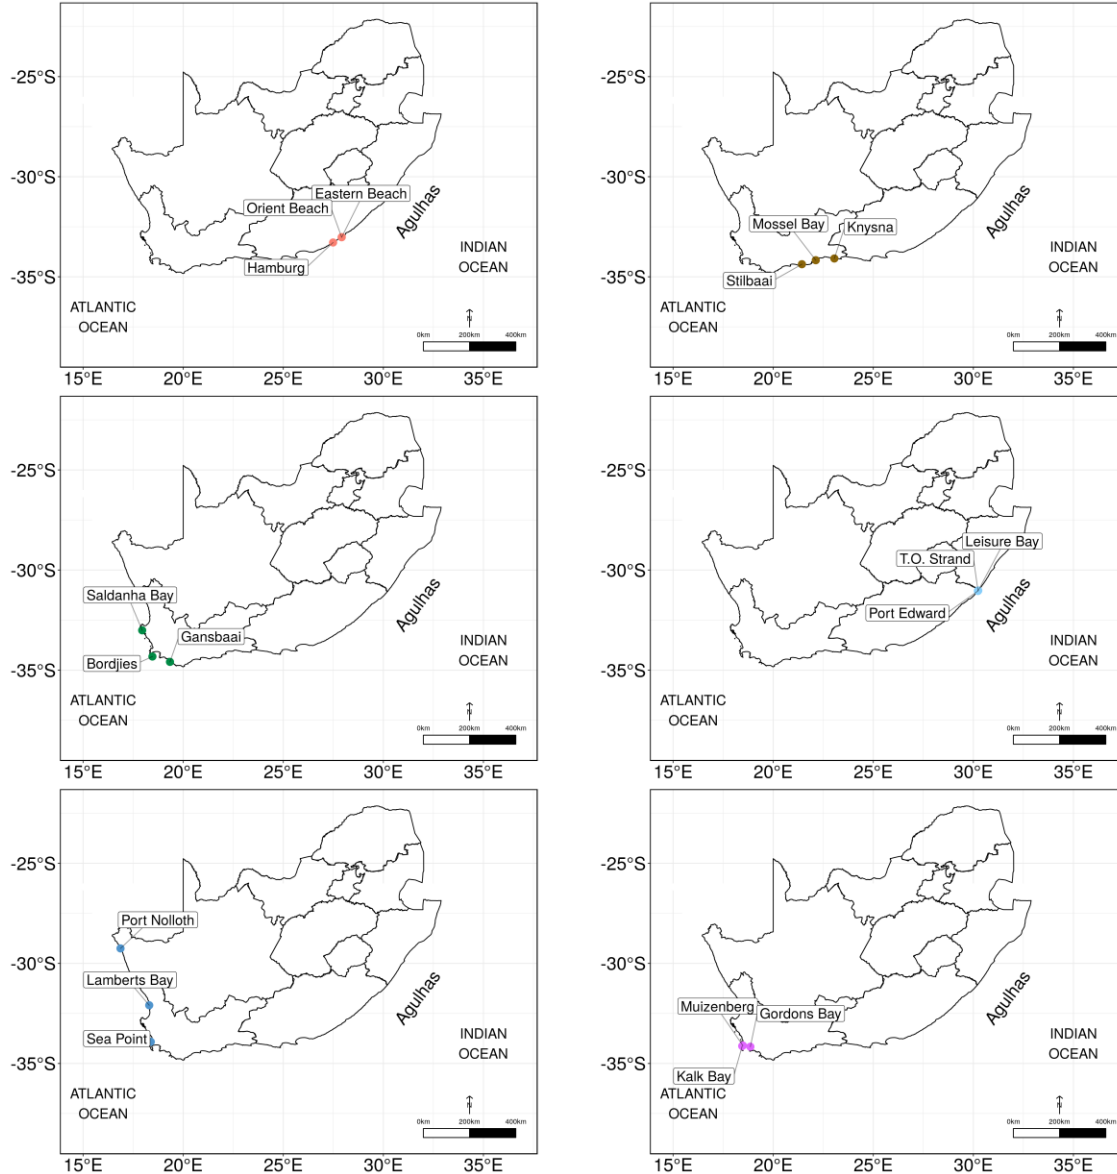 -25°S
-30°S
-35°S
Eastern Beach
Orient Beach
Hamburg
Agulhas
INDIAN
OCEAN
ATLANTIC
OCEAN
N
0km 200km 400km
15°E 20°E 25°E 30°E 35°E
-25°S
-30°S
-35°S
Mossel Bay
Knysna
Stilbaai
Agulhas
INDIAN
OCEAN
ATLANTIC
OCEAN
N
0km 200km 400km
15°E 20°E 25°E 30°E 35°E
-25°S
-30°S
-35°S
Saldanha Bay
Gansbaai
Bordjies
Agulhas
INDIAN
OCEAN
ATLANTIC
OCEAN
N
0km 200km 400km
15°E 20°E 25°E 30°E 35°E
-25°S
-30°S
-35°S
Leisure Bay
T.O. Strand
Port Edward
Agulhas
INDIAN
OCEAN
ATLANTIC
OCEAN
N
0km 200km 400km
15°E 20°E 25°E 30°E 35°E
-25°S
-30°S
-35°S
Port Nolloth
Lamberts Bay
Sea Point
Agulhas
INDIAN
OCEAN
ATLANTIC
OCEAN
N
0km 200km 400km
15°E 20°E 25°E 30°E 35°E
-25°S
-30°S
-35°S
Muizenberg
Gordons Bay
Kalk Bay
Agulhas
INDIAN
OCEAN
ATLANTIC
OCEAN
N
0km 200km 400km
15°E 20°E 25°E 30°E 35°E